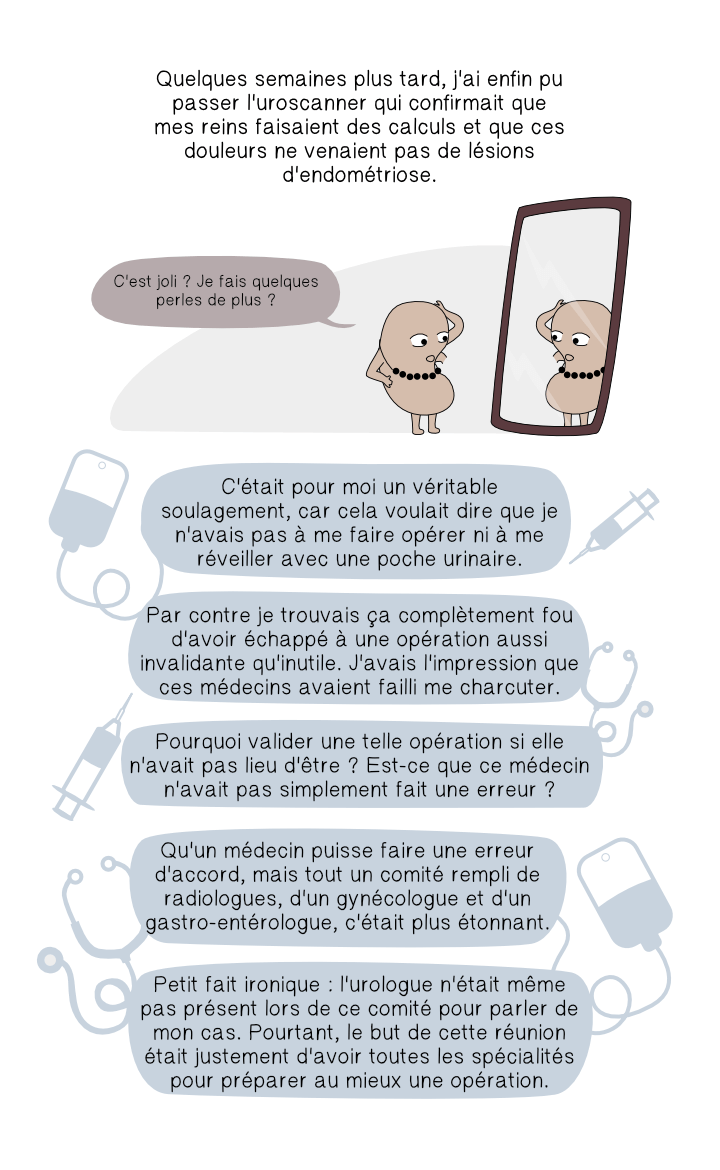 Quelques semaines plus tard, j'ai enfin pu
passer l'uroscanner qui confirmait que
mes reins faisaient des calculs et que ces
douleurs ne venaient pas de lésions
d'endométriose.
C'est joli ? Je fais quelques
perles de plus ?
C'était pour moi un véritable
soulagement, car cela voulait dire que je
n'avais pas à me faire opérer ni à me
réveiller avec une poche urinaire.
Par contre je trouvais ça complètement fou
d'avoir échappé à une opération aussi
invalidante qu'inutile. J'avais l'impression que
ces médecins avaient failli me charcuter.
Pourquoi valider une telle opération si elle
n'avait pas lieu d'être ? Est-ce que ce médecin
n'avait pas simplement fait une erreur ?
Qu'un médecin puisse faire une erreur
d'accord, mais tout un comité rempli de
radiologues, d'un gynécologue et d'un
gastro-entérologue, c'était plus étonnant.
Petit fait ironique : l'urologue n'était même
pas présent lors de ce comité pour parler de
mon cas. Pourtant, le but de cette réunion
était justement d'avoir toutes les spécialités
pour préparer au mieux une opération.